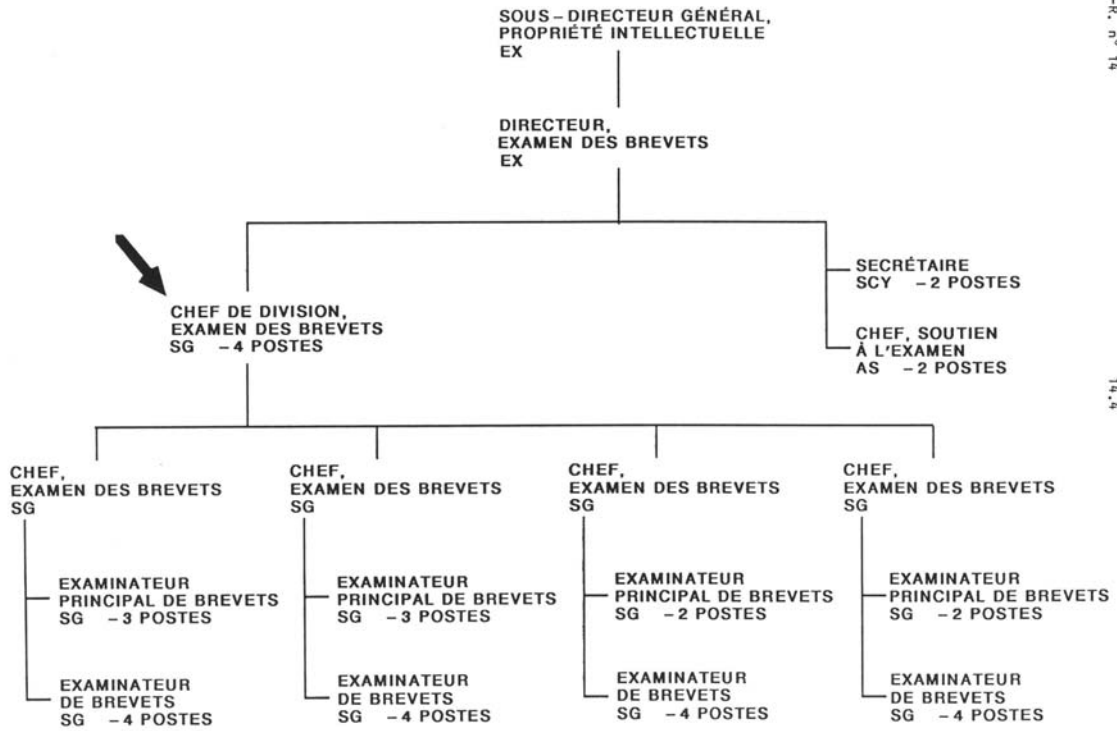 SOUS-DIRECTEUR GÉNÉRAL,
PROPRIÉTÉ INTELLECTUELLE
EX
-R. n° 14
DIRECTEUR,
EXAMEN DES BREVETS
EX
SECRÉTAIRE
SCY -2 POSTES
CHEF DE DIVISION,
EXAMEN DES BREVETS
SG -4 POSTES
CHEF, SOUTIEN
À L'EXAMEN
AS -2 POSTES
14.4
CHEF,
EXAMEN DES BREVETS
SG
EXAMINATEUR
PRINCIPAL DE BREVETS
SG -3 POSTES
EXAMINATEUR
DE BREVETS
SG -4 POSTES
CHEF,
EXAMEN DES BREVETS
SG
EXAMINATEUR
PRINCIPAL DE BREVETS
SG -3 POSTES
EXAMINATEUR
DE BREVETS
SG -4 POSTES
CHEF,
EXAMEN DES BREVETS
SG
EXAMINATEUR
PRINCIPAL DE BREVETS
SG -2 POSTES
EXAMINATEUR
DE BREVETS
SG -4 POSTES
CHEF,
EXAMEN DES BREVETS
SG
EXAMINATEUR
PRINCIPAL DE BREVETS
SG -2 POSTES
EXAMINATEUR
DE BREVETS
SG -4 POSTES